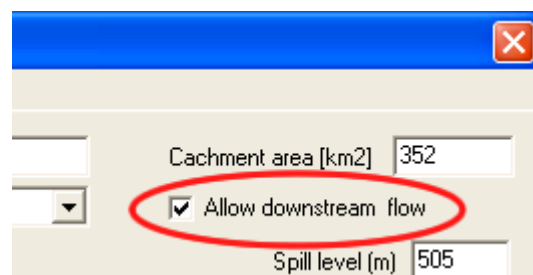 Cachment area [km2] 352
Allow downstream flow
Spill level (m) 505